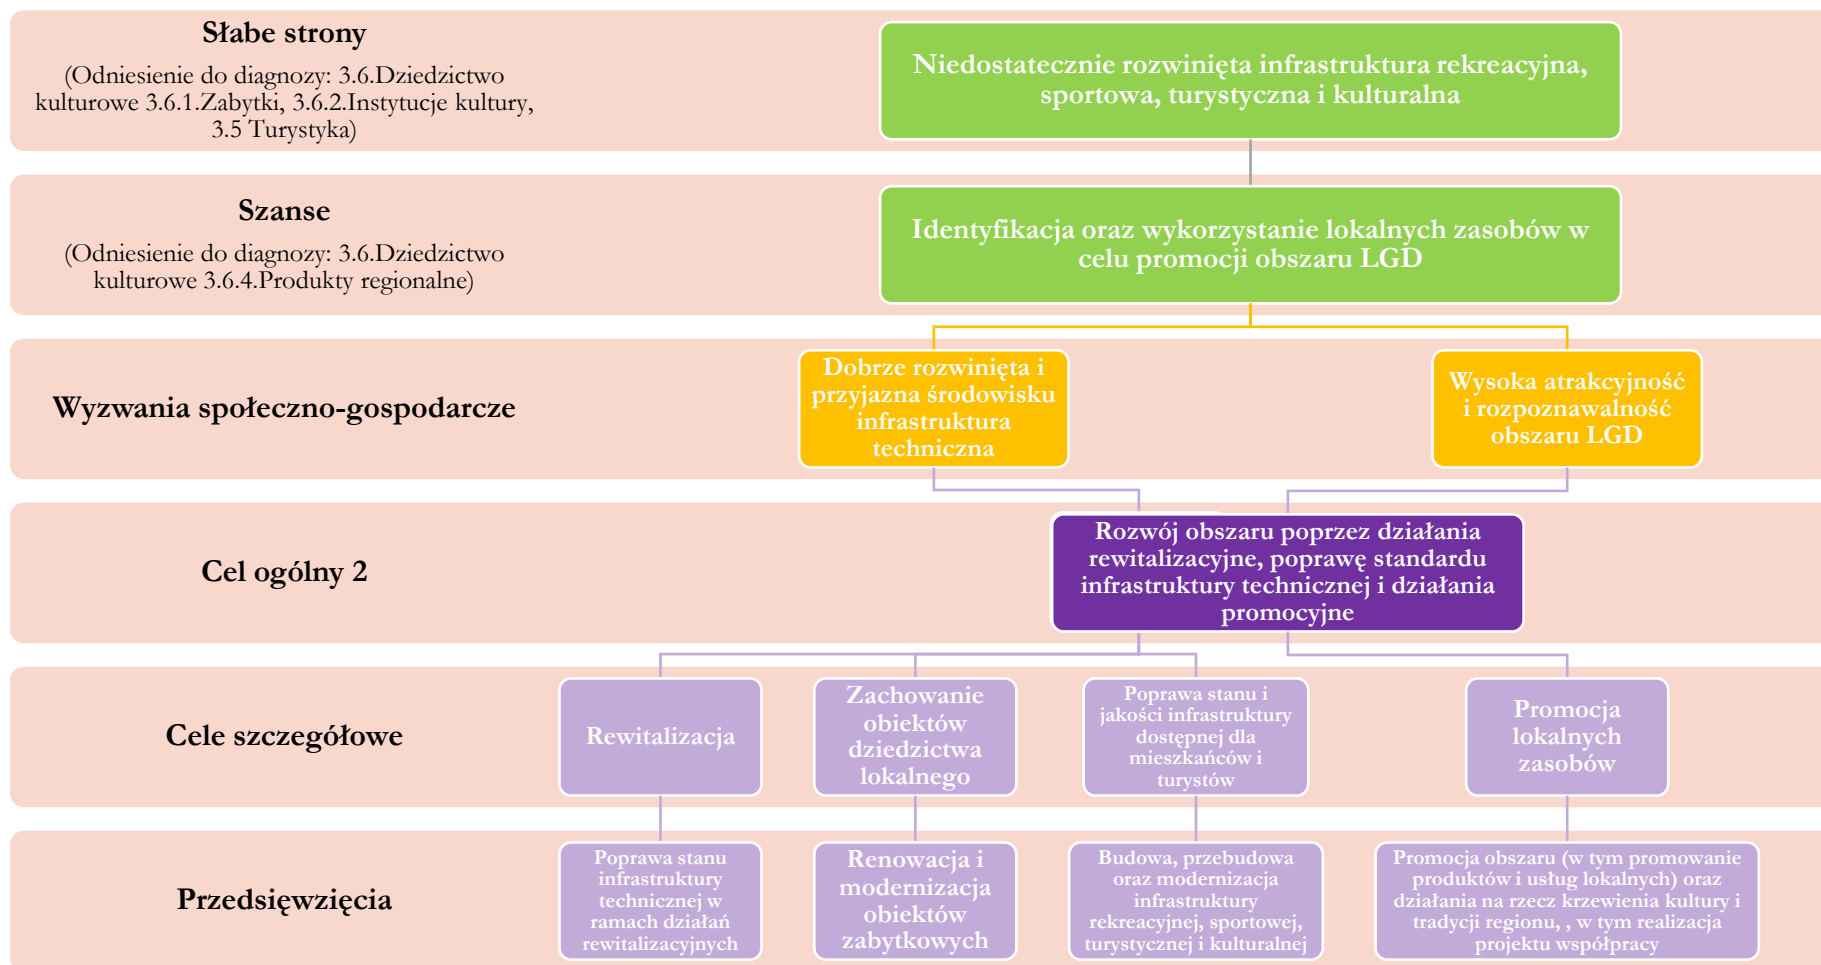 Słabe strony
(Odniesienie do diagnozy: 3.6.Dziedzictwo
kulturowe 3.6.1.Zabytki, 3.6.2.Instytucje kultury,
3.5 Turystyka)
Niedostatecznie rozwinięta infrastruktura rekreacyjna,
sportowa, turystyczna i kulturalna
Szanse
(Odniesienie do diagnozy: 3.6.Dziedzictwo
kulturowe 3.6.4.Produkty regionalne)
Identyfikacja oraz wykorzystanie lokalnych zasobów w
celu promocji obszaru LGD
Wyzwania społeczno-gospodarcze
Dobrze rozwinięta i
przyjazna środowisku
infrastruktura
techniczna
Wysoka atrakcyjność
i rozpoznawalność
obszaru LGD
Cel ogólny 2
Rozwój obszaru poprzez działania
rewitalizacyjne, poprawę standardu
infrastruktury technicznej i działania
promocyjne
Cele szczegółowe
Rewitalizacja
Zachowanie
obiektów
dziedzictwa
lokalnego
Poprawa stanu i
jakości infrastruktury
dostępnej dla
mieszkańców i
turystów
Promocja
lokalnych
zasobów
Przedsięwzięcia
Poprawa stanu
infrastruktury
technicznej w
ramach działań
rewitalizacyjnych
Renowacja i
modernizacja
obiektów
zabytkowych
Budowa, przebudowa
oraz modernizacja
infrastruktury
rekreacyjnej, sportowej,
turystycznej i kulturalnej
Promocja obszaru (w tym promowanie
produktów i usług lokalnych) oraz
działania na rzecz krzewienia kultury i
tradycji regionu, , w tym realizacja
projektu współpracy